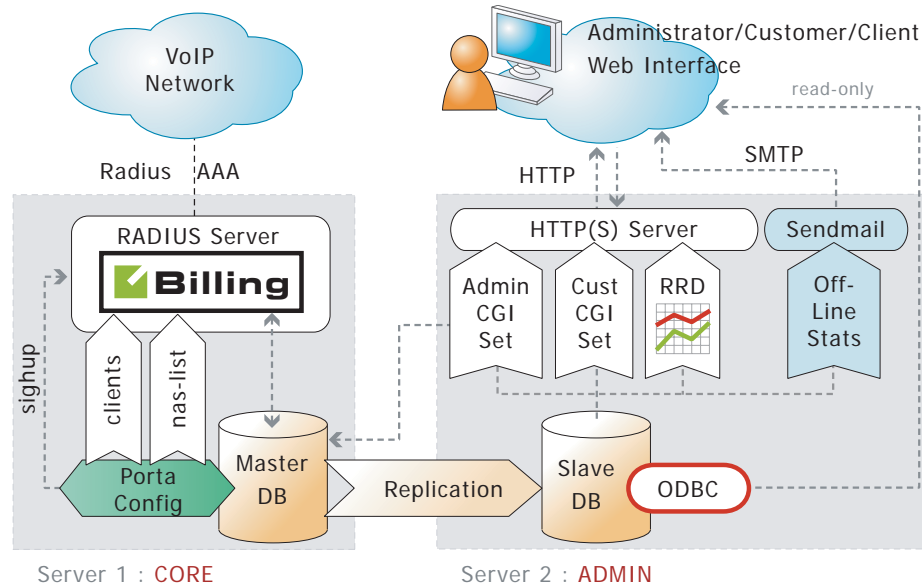 VoIP
Network
Administrator/Customer/Client
Web Interface
read-only
Radius AAA
HTTP
SMTP
RADIUS Server
Billing
HTTP(S) Server
Sendmail
Admin
CGI
Set
Cust
CGI
Set
RRD
Off-
Line
Stats
sighup
clients
nas-list
Porta
Config
Master
DB
Replication
Slave
DB
ODBC
Server 1 : CORE
Server 2 : ADMIN